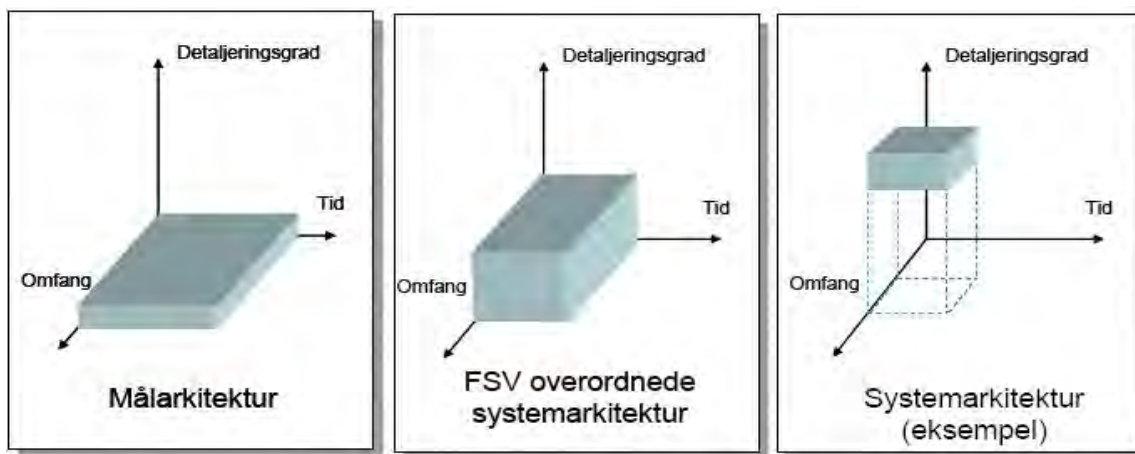 Detaljeringsgrad
Tid
Omfang
Målarkitektur
Detaljeringsgrad
Tid
Omfang
FSV overordnede
systemarkitektur
Detaljeringsgrad
Tid
Omfang
Systemarkitektur
(eksempel)